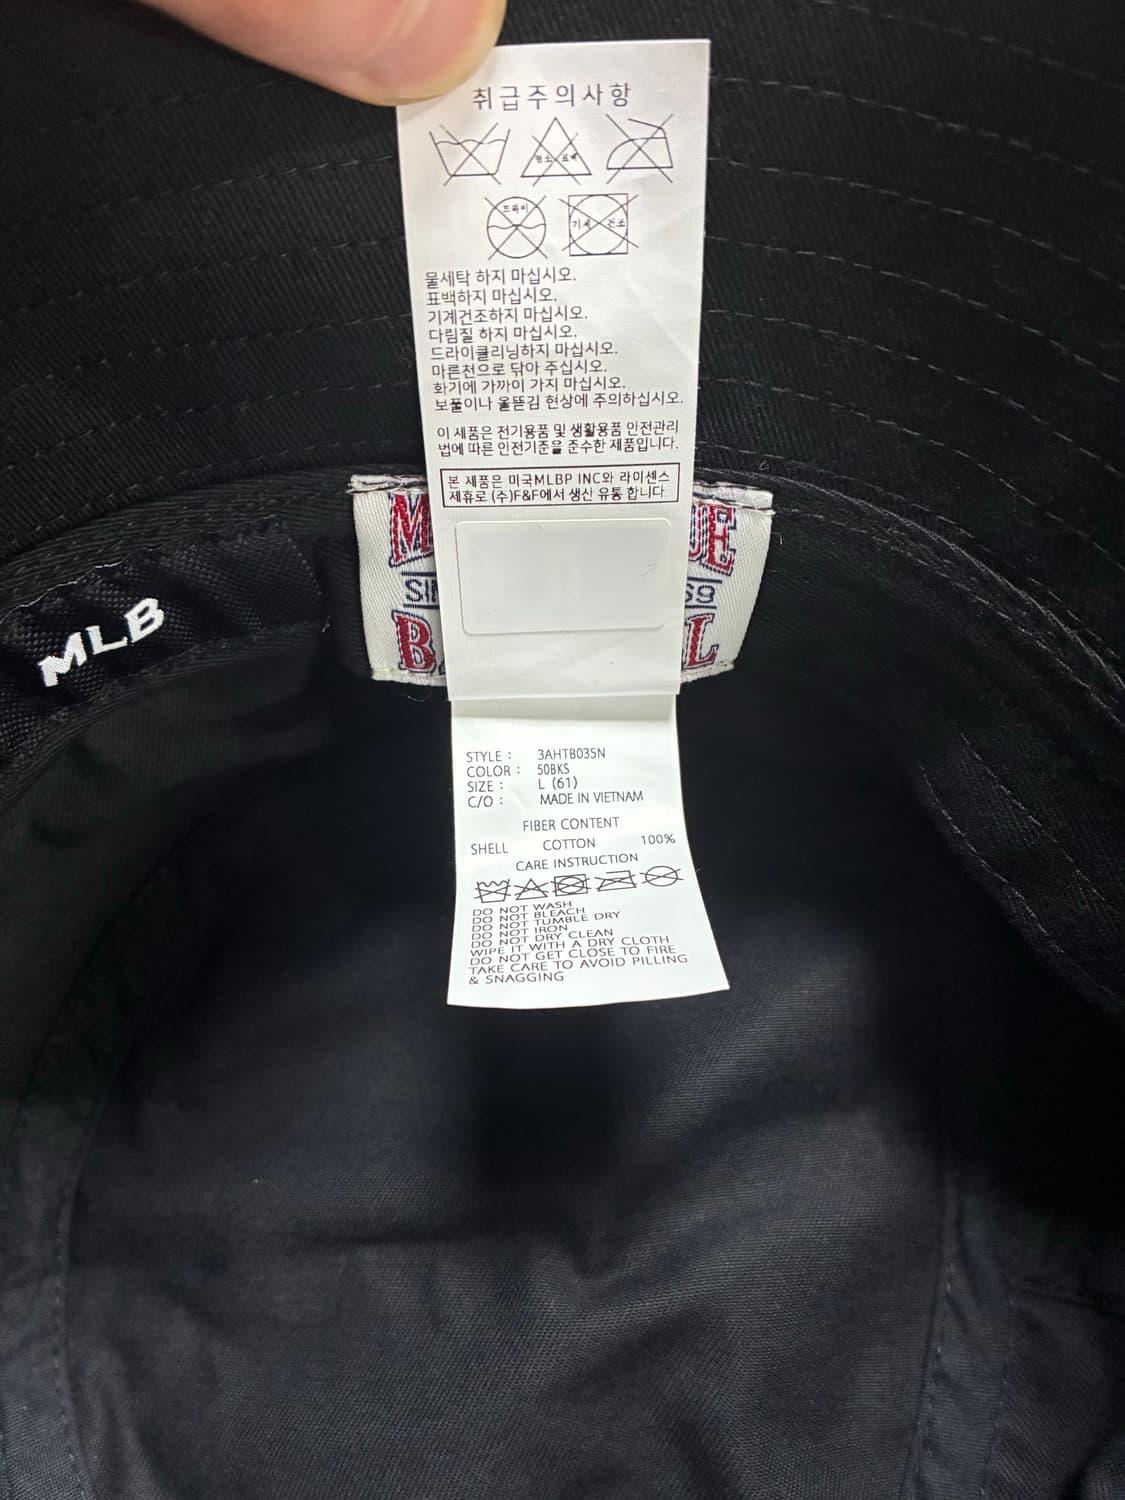 취급주의사항
염소 표백
드라이
기계 건조
물세탁 하지 마십시오.
표백하지 마십시오.
기계건조하지 마십시오.
다림질 하지 마십시오.
드라이클리닝하지 마십시오.
마른천으로 닦아 주십시오.
화기에 가까이 가지 마십시오.
보풀이나 올뜯김 현상에 주의하십시오.
이 제품은 전기용품 및 생활용품 안전관리
법에 따른 안전기준을 준수한 제품입니다.
본 제품은 미국MLBP INC와 라이센스
제휴로 (주)F&F에서 생산 유통 합니다.
MLB
STYLE : 3AHTB035N
COLOR : 50BKS
SIZE : L (61)
C/O : MADE IN VIETNAM
FIBER CONTENT
SHELL COTTON 100%
CARE INSTRUCTION
DO NOT WASH
DO NOT BLEACH
DO NOT TUMBLE DRY
DO NOT IRON
DO NOT DRY CLEAN
WIPE IT WITH A DRY CLOTH
DO NOT GET CLOSE TO FIRE
TAKE CARE TO AVOID PILLING
& SNAGGING